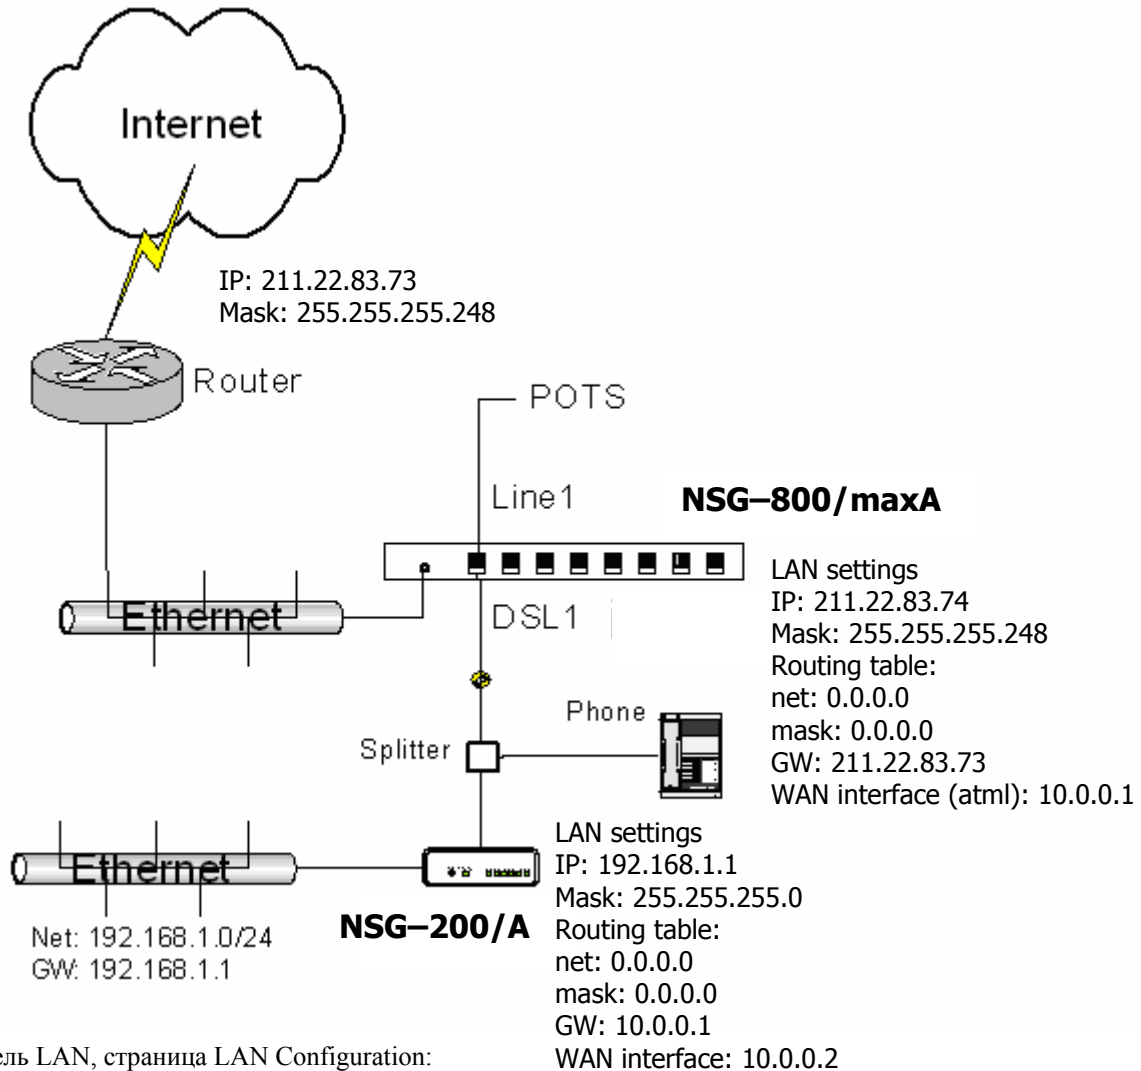 Internet
IP: 211.22.83.73
Mask: 255.255.255.248
Router
POTS
Line1
NSG–800/maxA
LAN settings
IP: 211.22.83.74
Mask: 255.255.255.248
Routing table:
net: 0.0.0.0
mask: 0.0.0.0
GW: 211.22.83.73
WAN interface (atml): 10.0.0.1
Ethernet
DSL1
Phone
Splitter
LAN settings
IP: 192.168.1.1
Mask: 255.255.255.0
Routing table:
net: 0.0.0.0
mask: 0.0.0.0
GW: 10.0.0.1
WAN interface: 10.0.0.2
Ethernet
NSG–200/A
Net: 192.168.1.0/24
GW: 192.168.1.1
ель LAN, страница LAN Configuration: